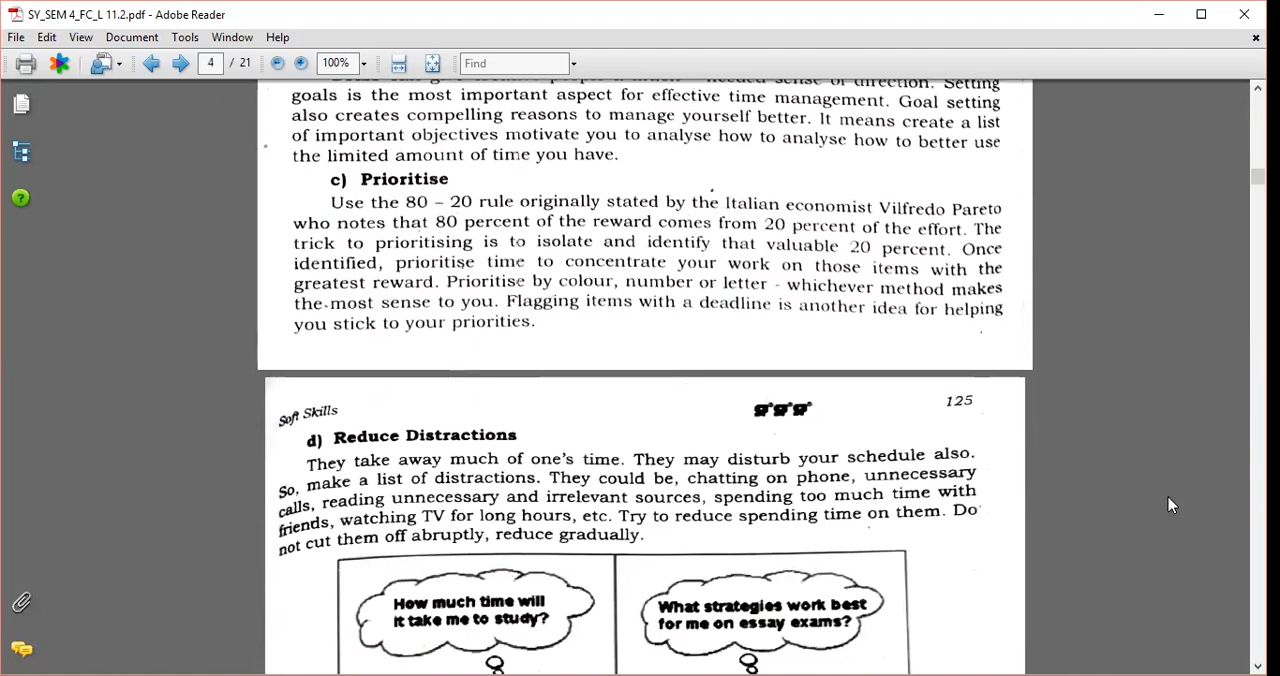 SY_SEM 4_FC_L 11.2.pdf - Adobe Reader
File Edit View Document Tools Window Help
4 / 21 100% Find
needed sense of direction. Setting
goals is the most important aspect for effective time management. Goal setting
also creates compelling reasons to manage yourself better. It means create a list
of important objectives motivate you to analyse how to analyse how to better use
the limited amount of time you have.
c) Prioritise
Use the 80 – 20 rule originally stated by the Italian economist Vilfredo Pareto
who notes that 80 percent of the reward comes from 20 percent of the effort. The
trick to prioritising is to isolate and identify that valuable 20 percent. Once
identified, prioritise time to concentrate your work on those items with the
greatest reward. Prioritise by colour, number or letter - whichever method makes
the most sense to you. Flagging items with a deadline is another idea for helping
you stick to your priorities.
Soft Skills 125
d) Reduce Distractions
They take away much of one's time. They may disturb your schedule also.
So, make a list of distractions. They could be, chatting on phone, unnecessary
calls, reading unnecessary and irrelevant sources, spending too much time with
friends, watching TV for long hours, etc. Try to reduce spending time on them. Do
not cut them off abruptly, reduce gradually.
How much time will
it take me to study?
What strategies work best
for me on essay exams?